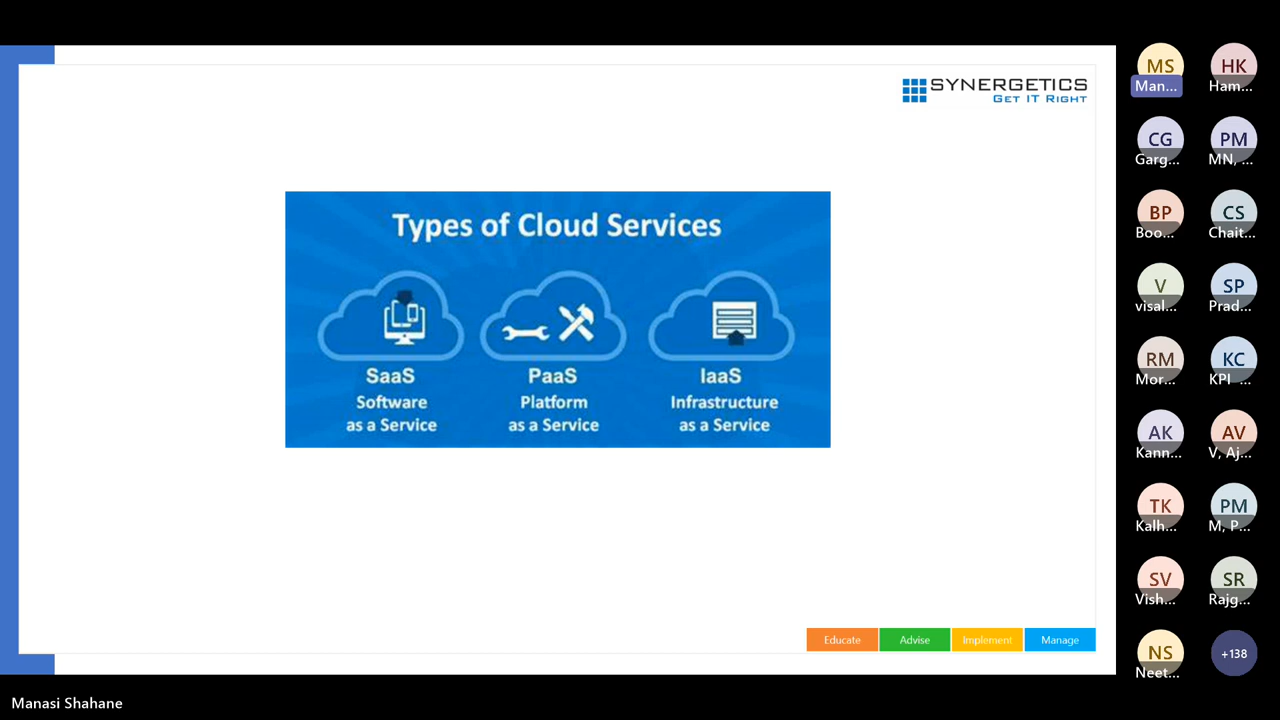 SYNERGETICS
GET IT RIGHT
Types of Cloud Services
SaaS
Software
as a Service
PaaS
Platform
as a Service
IaaS
Infrastructure
as a Service
Educate
Advise
Implement
Manage
Manasi Shahane
MS
Man...
HK
Ham...
CG
Garg...
PM
MN, ...
BP
Boo...
CS
Chait...
V
visal...
SP
Prad...
RM
Mor...
KC
KPI ...
AK
Kann...
AV
V, Aj...
TK
Kalh...
PM
M, P...
SV
Vish...
SR
Rajg...
NS
Neet...
+138